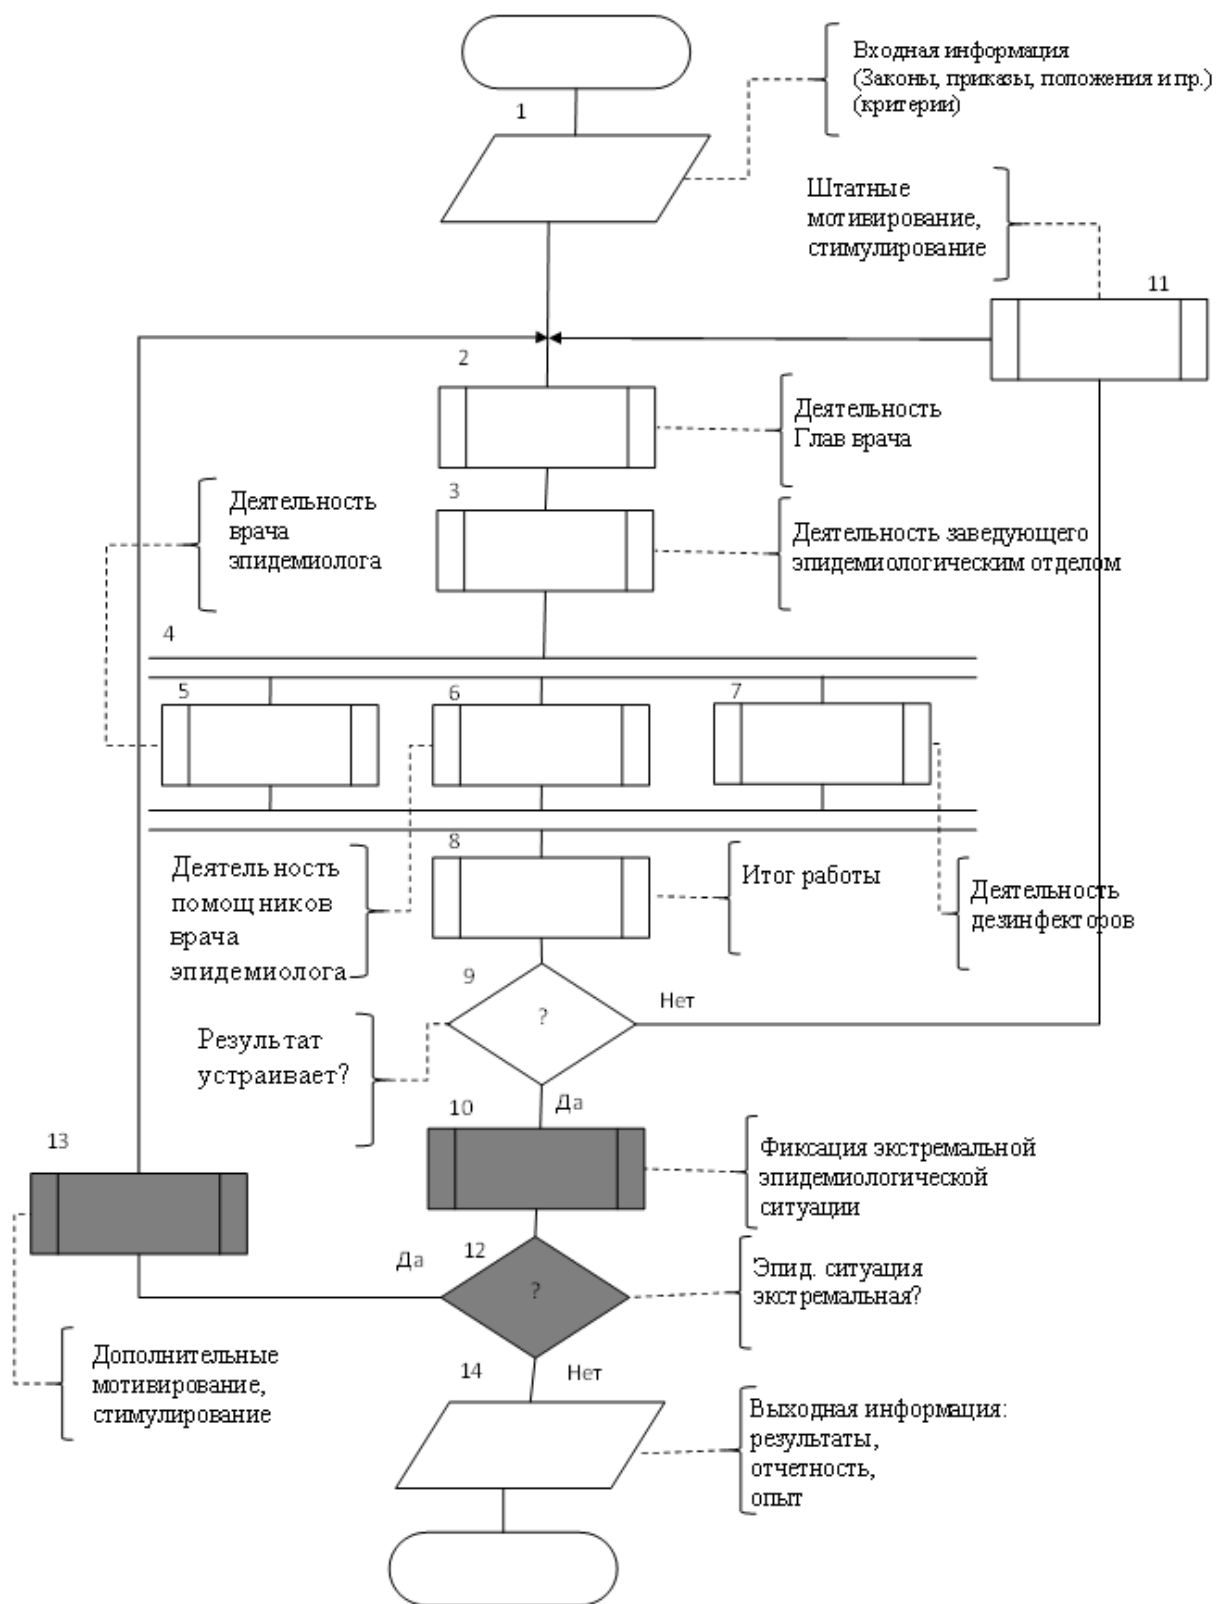 Входная информация
(Законы, приказы, положения и пр.)
(критерии)
1
Штатные
мотивирование,
стимулирование
11
2
Деятельность
Глав врача
3
Деятельность
врача
эпидемиолога
Деятельность заведующего
эпидемиологическим отделом
4
5
6
7
8
Деятельность
помощников
врача
эпидемиолога
Итог работы
Деятельность
дезинфекторов
9
?
Нет
Результат
устраивает?
Да
10
13
Фиксация экстремальной
эпидемиологической
ситуации
12
Да
?
Эпид. ситуация
экстремальная?
Дополнительные
мотивирование,
стимулирование
14
Нет
Выходная информация:
результаты,
отчетность,
опыт